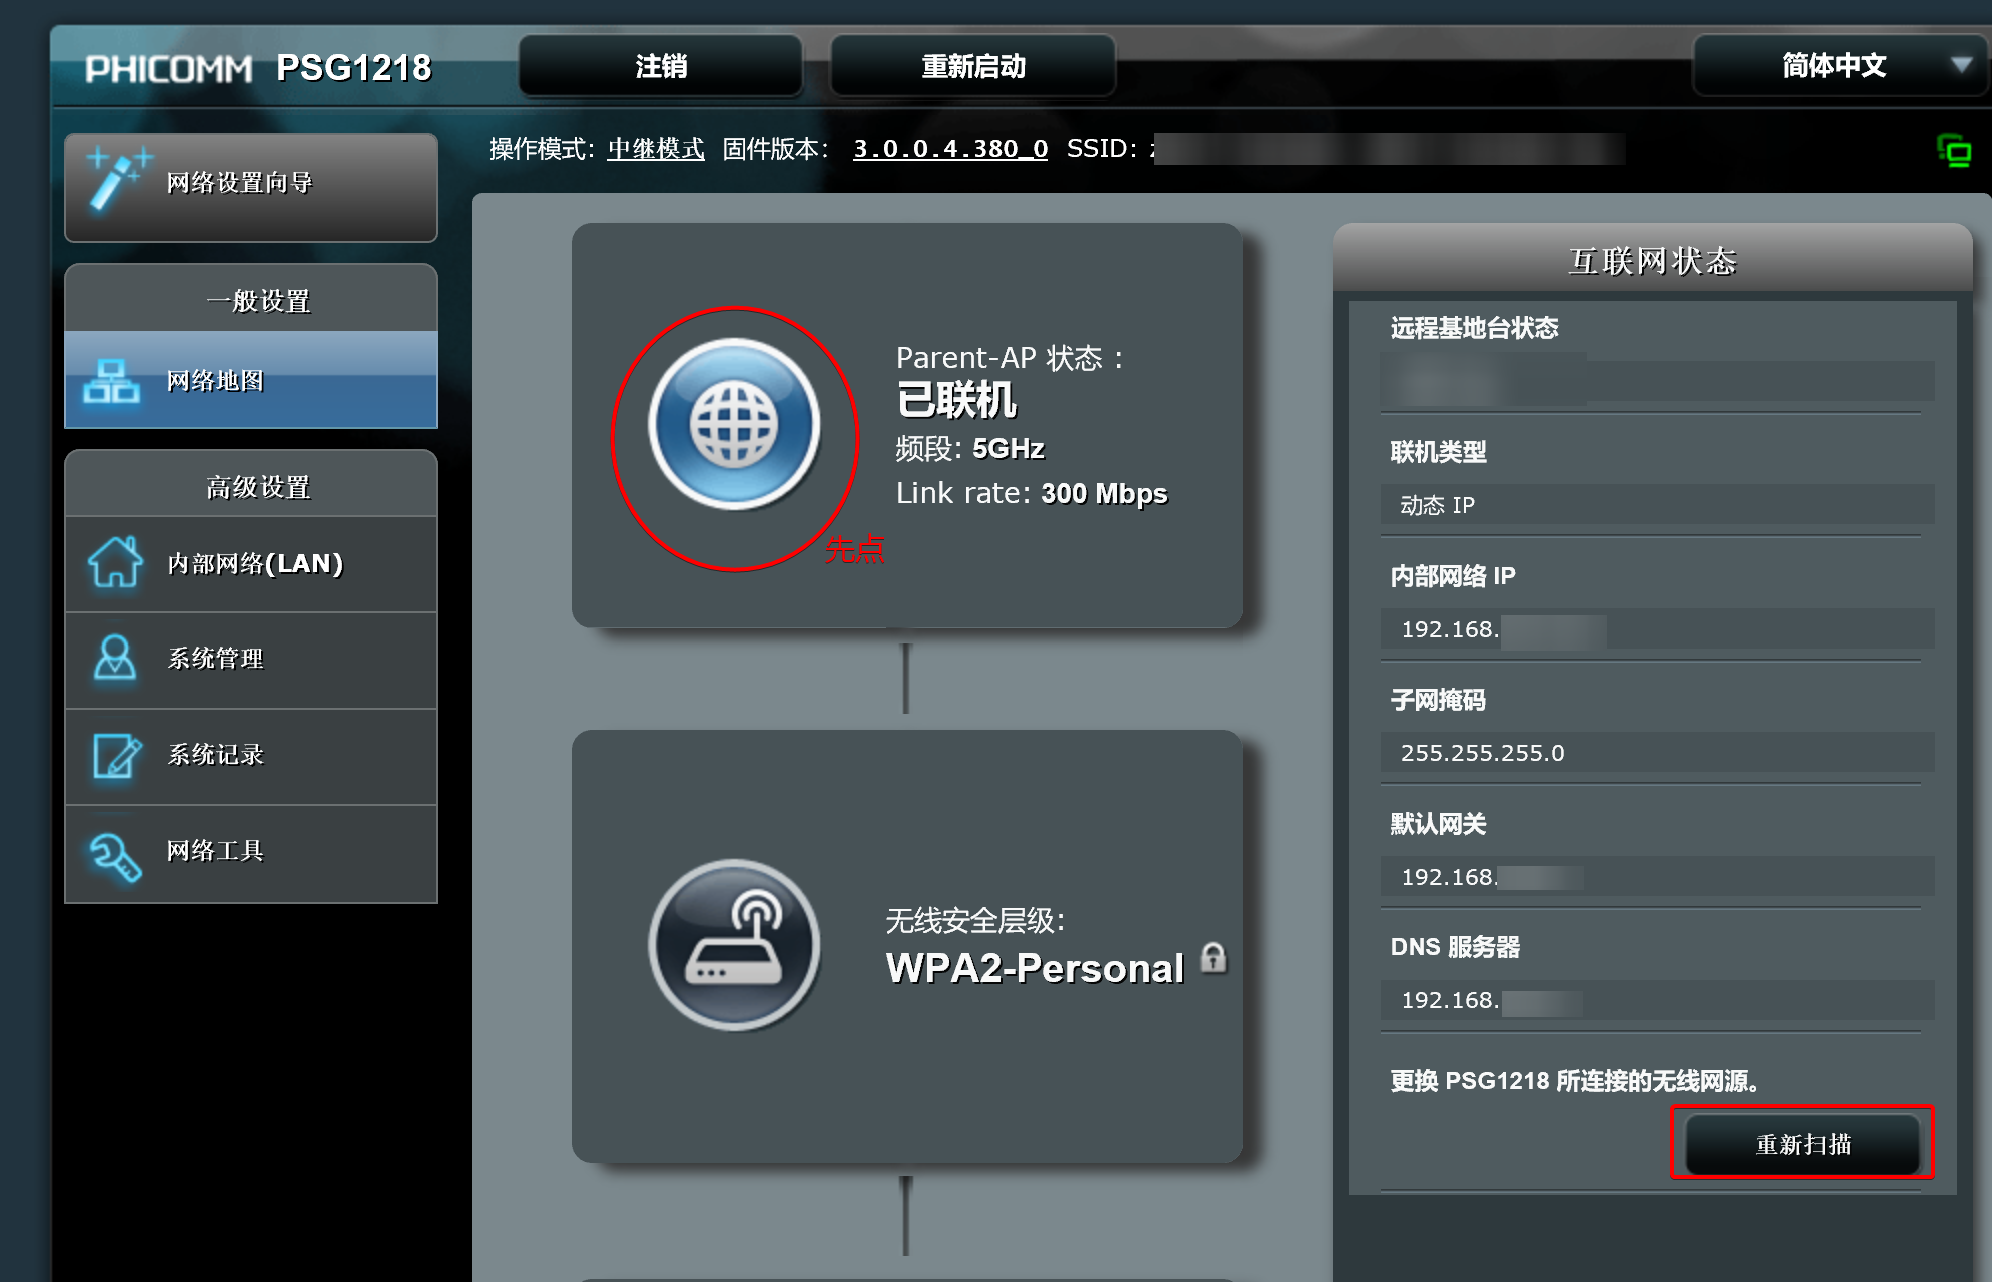 PHICOMM PSG1218
注销
重新启动
简体中文
操作模式: 中继模式 固件版本: 3.0.0.4.380_0 SSID:
网络设置向导
一般设置
网络地图
高级设置
内部网络(LAN)
系统管理
系统记录
网络工具
Parent-AP 状态 :
已联机
频段: 5GHz
Link rate: 300 Mbps
先点
无线安全层级:
WPA2-Personal
互联网状态
远程基地台状态
联机类型
动态 IP
内部网络 IP
192.168.
子网掩码
255.255.255.0
默认网关
192.168.
DNS 服务器
192.168.
更换 PSG1218 所连接的无线网源。
重新扫描